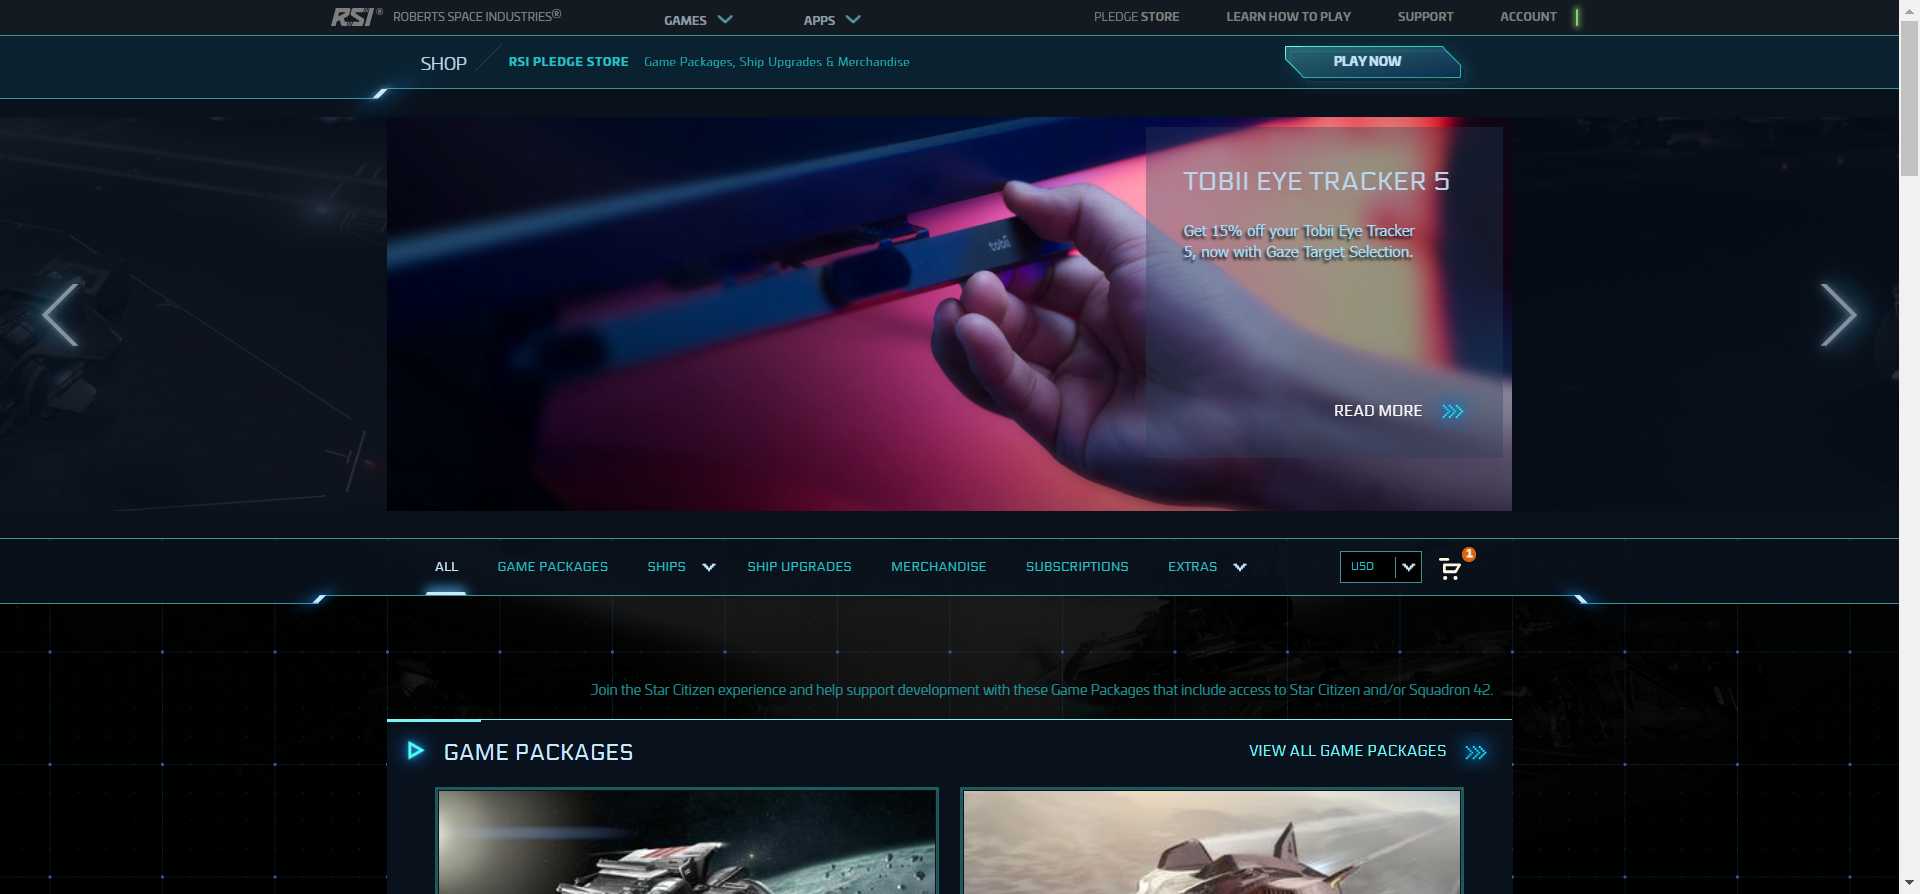 RSI® ROBERTS SPACE INDUSTRIES®
GAMES
APPS
PLEDGE STORE
LEARN HOW TO PLAY
SUPPORT
ACCOUNT
SHOP
RSI PLEDGE STORE
Game Packages, Ship Upgrades & Merchandise
PLAY NOW
tobii
TOBII EYE TRACKER 5
Get 15% off your Tobii Eye Tracker
5, now with Gaze Target Selection.
READ MORE
ALL
GAME PACKAGES
SHIPS
SHIP UPGRADES
MERCHANDISE
SUBSCRIPTIONS
EXTRAS
USD
1
Join the Star Citizen experience and help support development with these Game Packages that include access to Star Citizen and/or Squadron 42.
GAME PACKAGES
VIEW ALL GAME PACKAGES